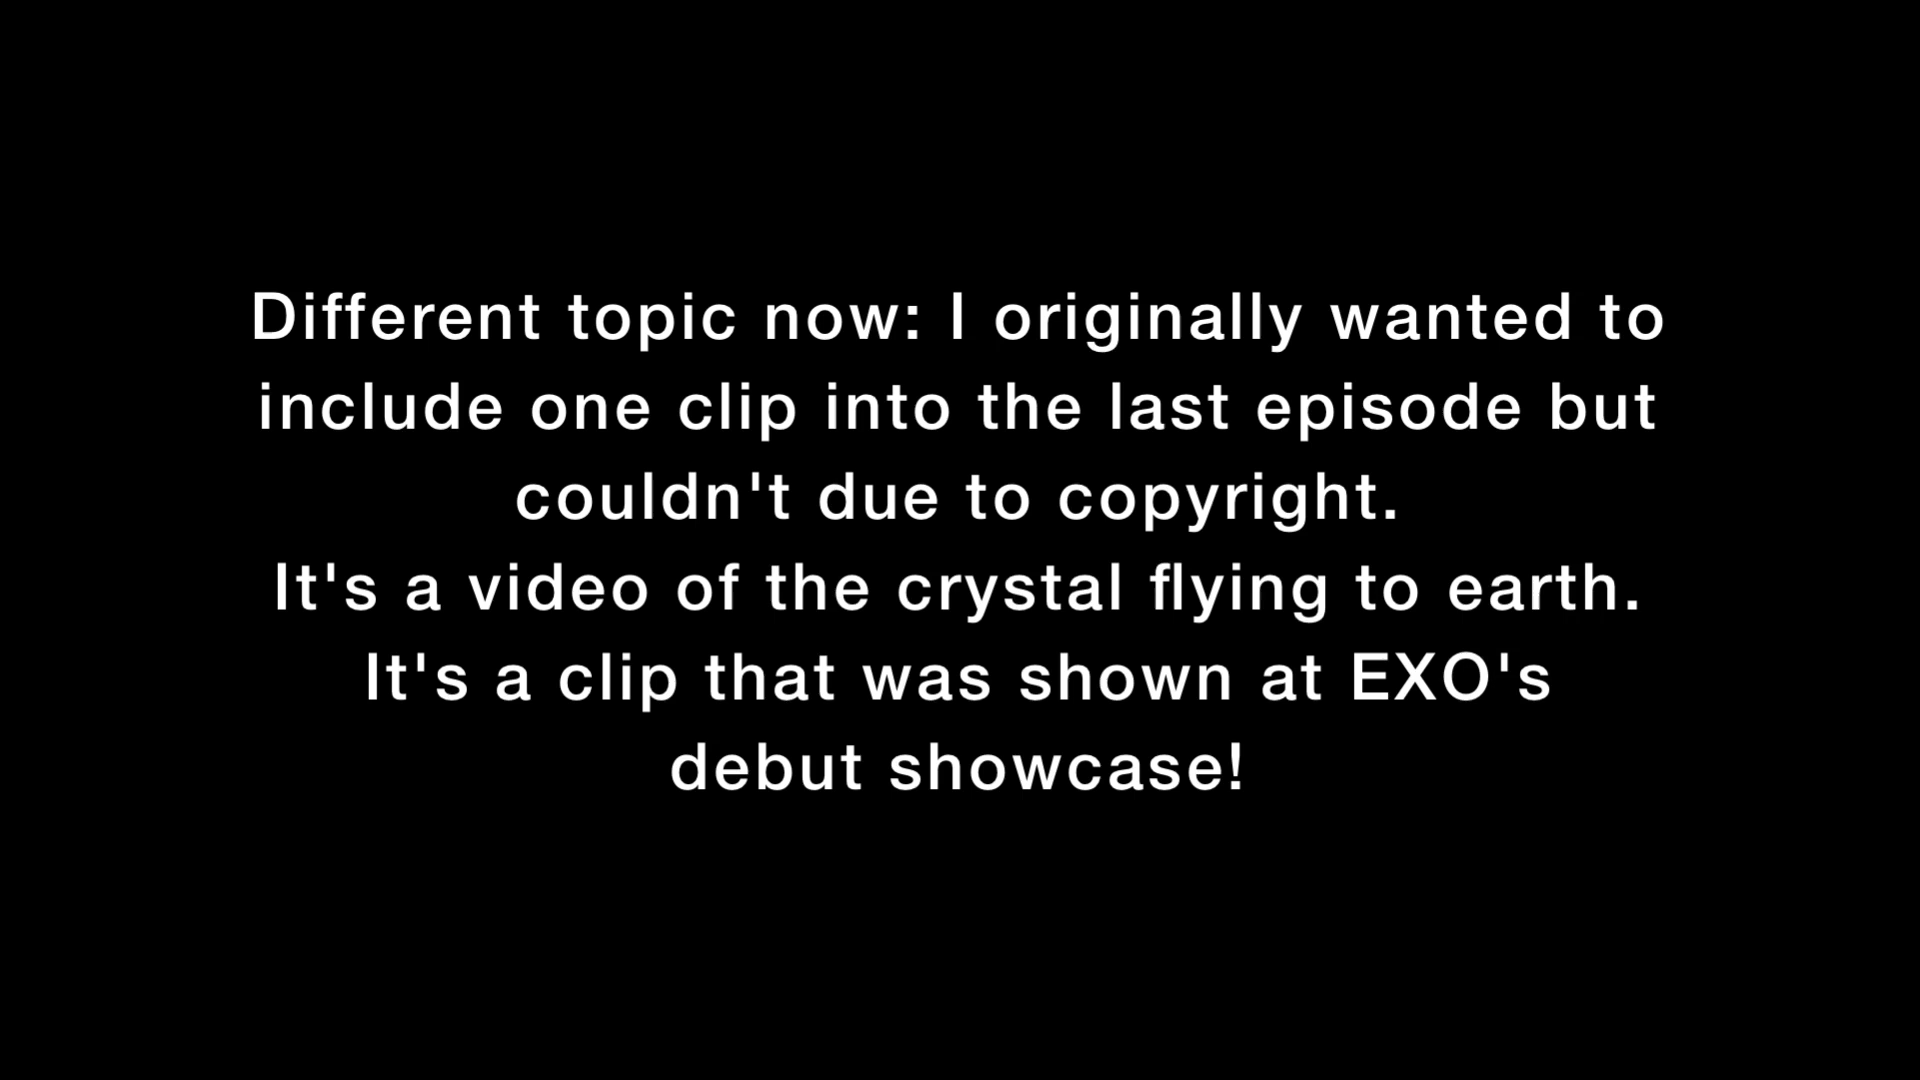 Different topic now: I originally wanted to
include one clip into the last episode but
couldn't due to copyright.
It's a video of the crystal flying to earth.
It's a clip that was shown at EXO's
debut showcase!